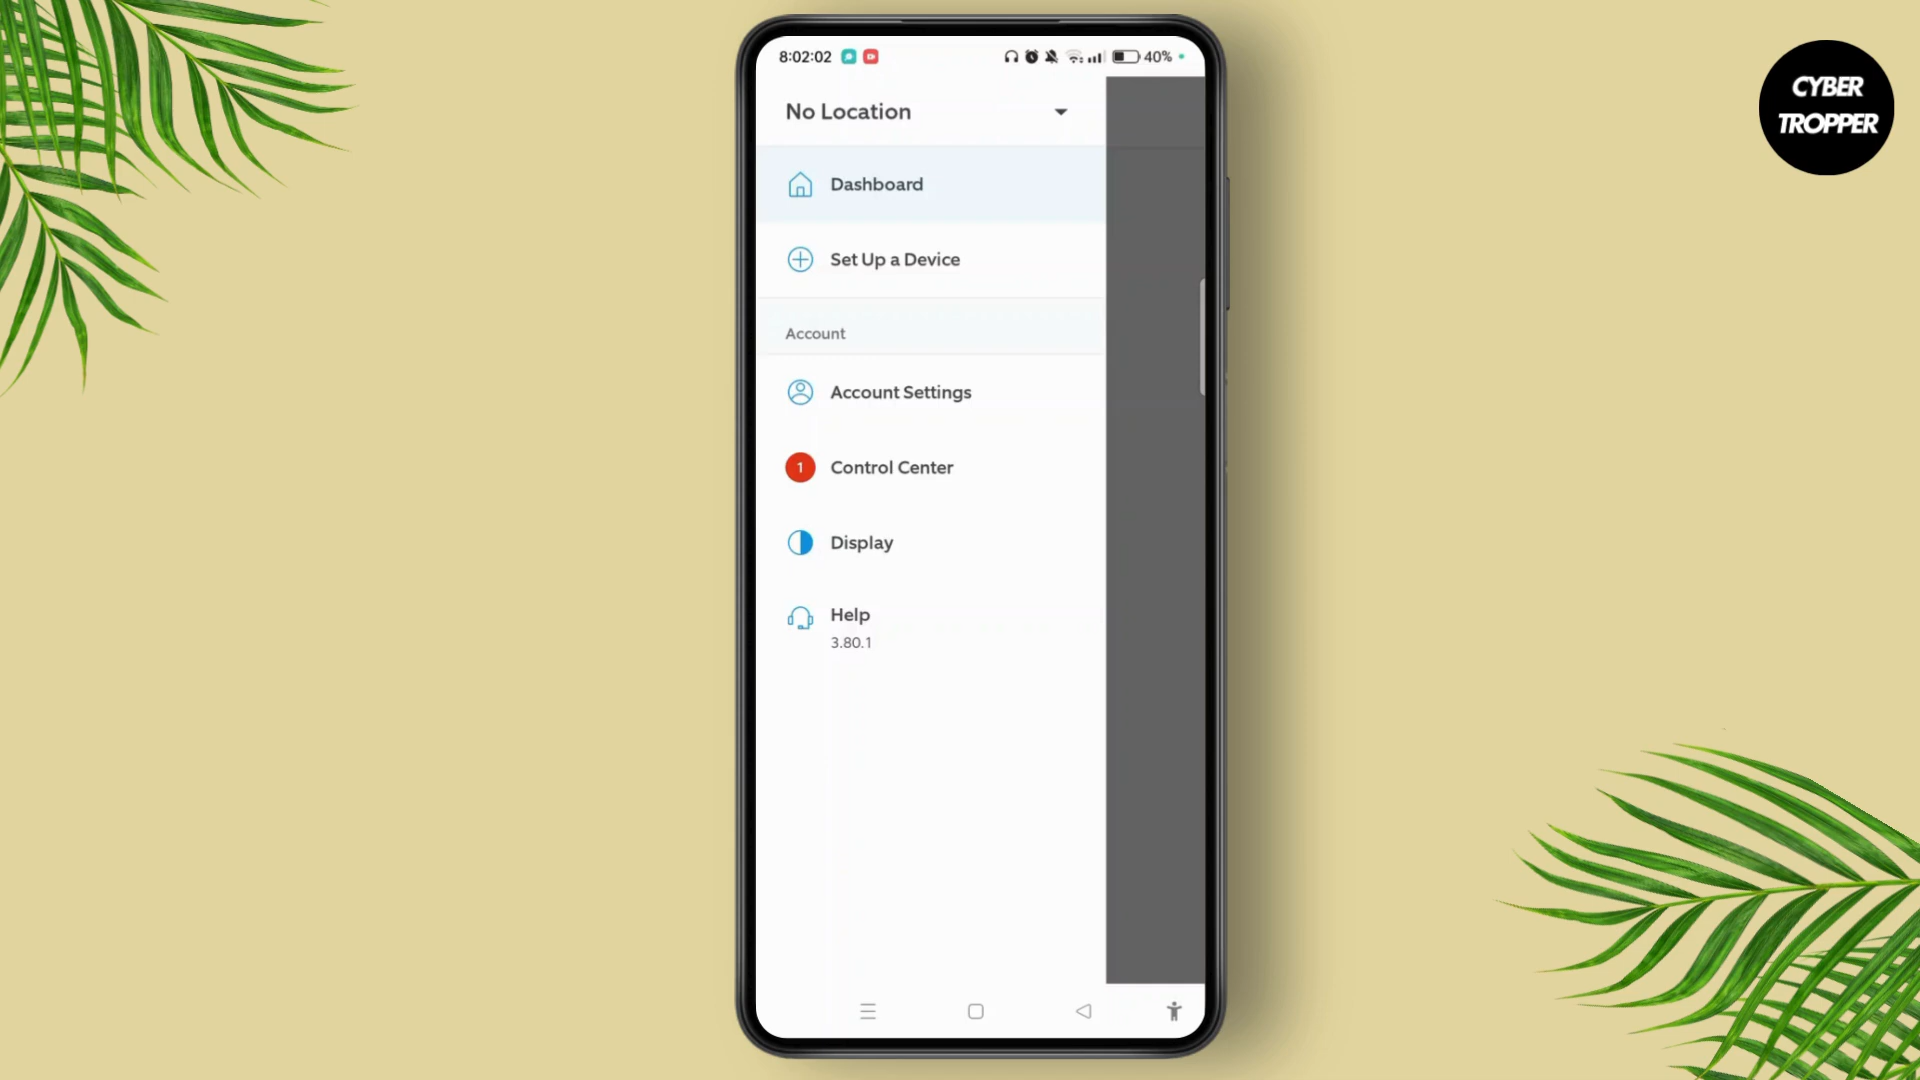 8:02:02
40%
CYBER
TROPPER
No Location
Dashboard
Set Up a Device
Account
Account Settings
1
Control Center
Display
Help
3.80.1